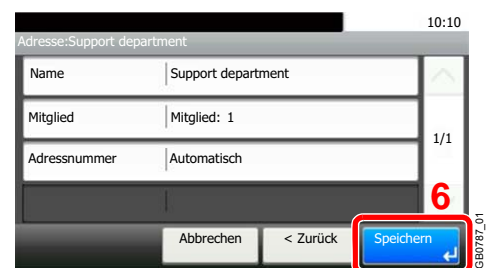 10:10
Adresse:Support department
Name Support department
Mitglied Mitglied: 1
1/1
Adressnummer Automatisch
6
Abbrechen < Zurück Speichern
GB0787_01